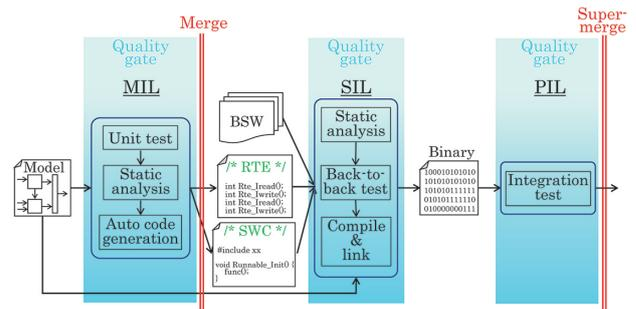 Merge
Super-
merge
Quality
gate
MIL
Quality
gate
SIL
Quality
gate
PIL
Model
Unit test
Static
analysis
Auto code
generation
BSW
/* RTE */
int Rte_Iread();
int Rte_Iwrite();
int Rte_Iread();
int Rte_Iwrite();
/* SWC */
#include xx
void Runnable_Init() {
func();
}
Static
analysis
Back-to-
back test
Compile
&
link
Binary
100010101010
101010101010
101010111111
010101111110
010000000111
Integration
test